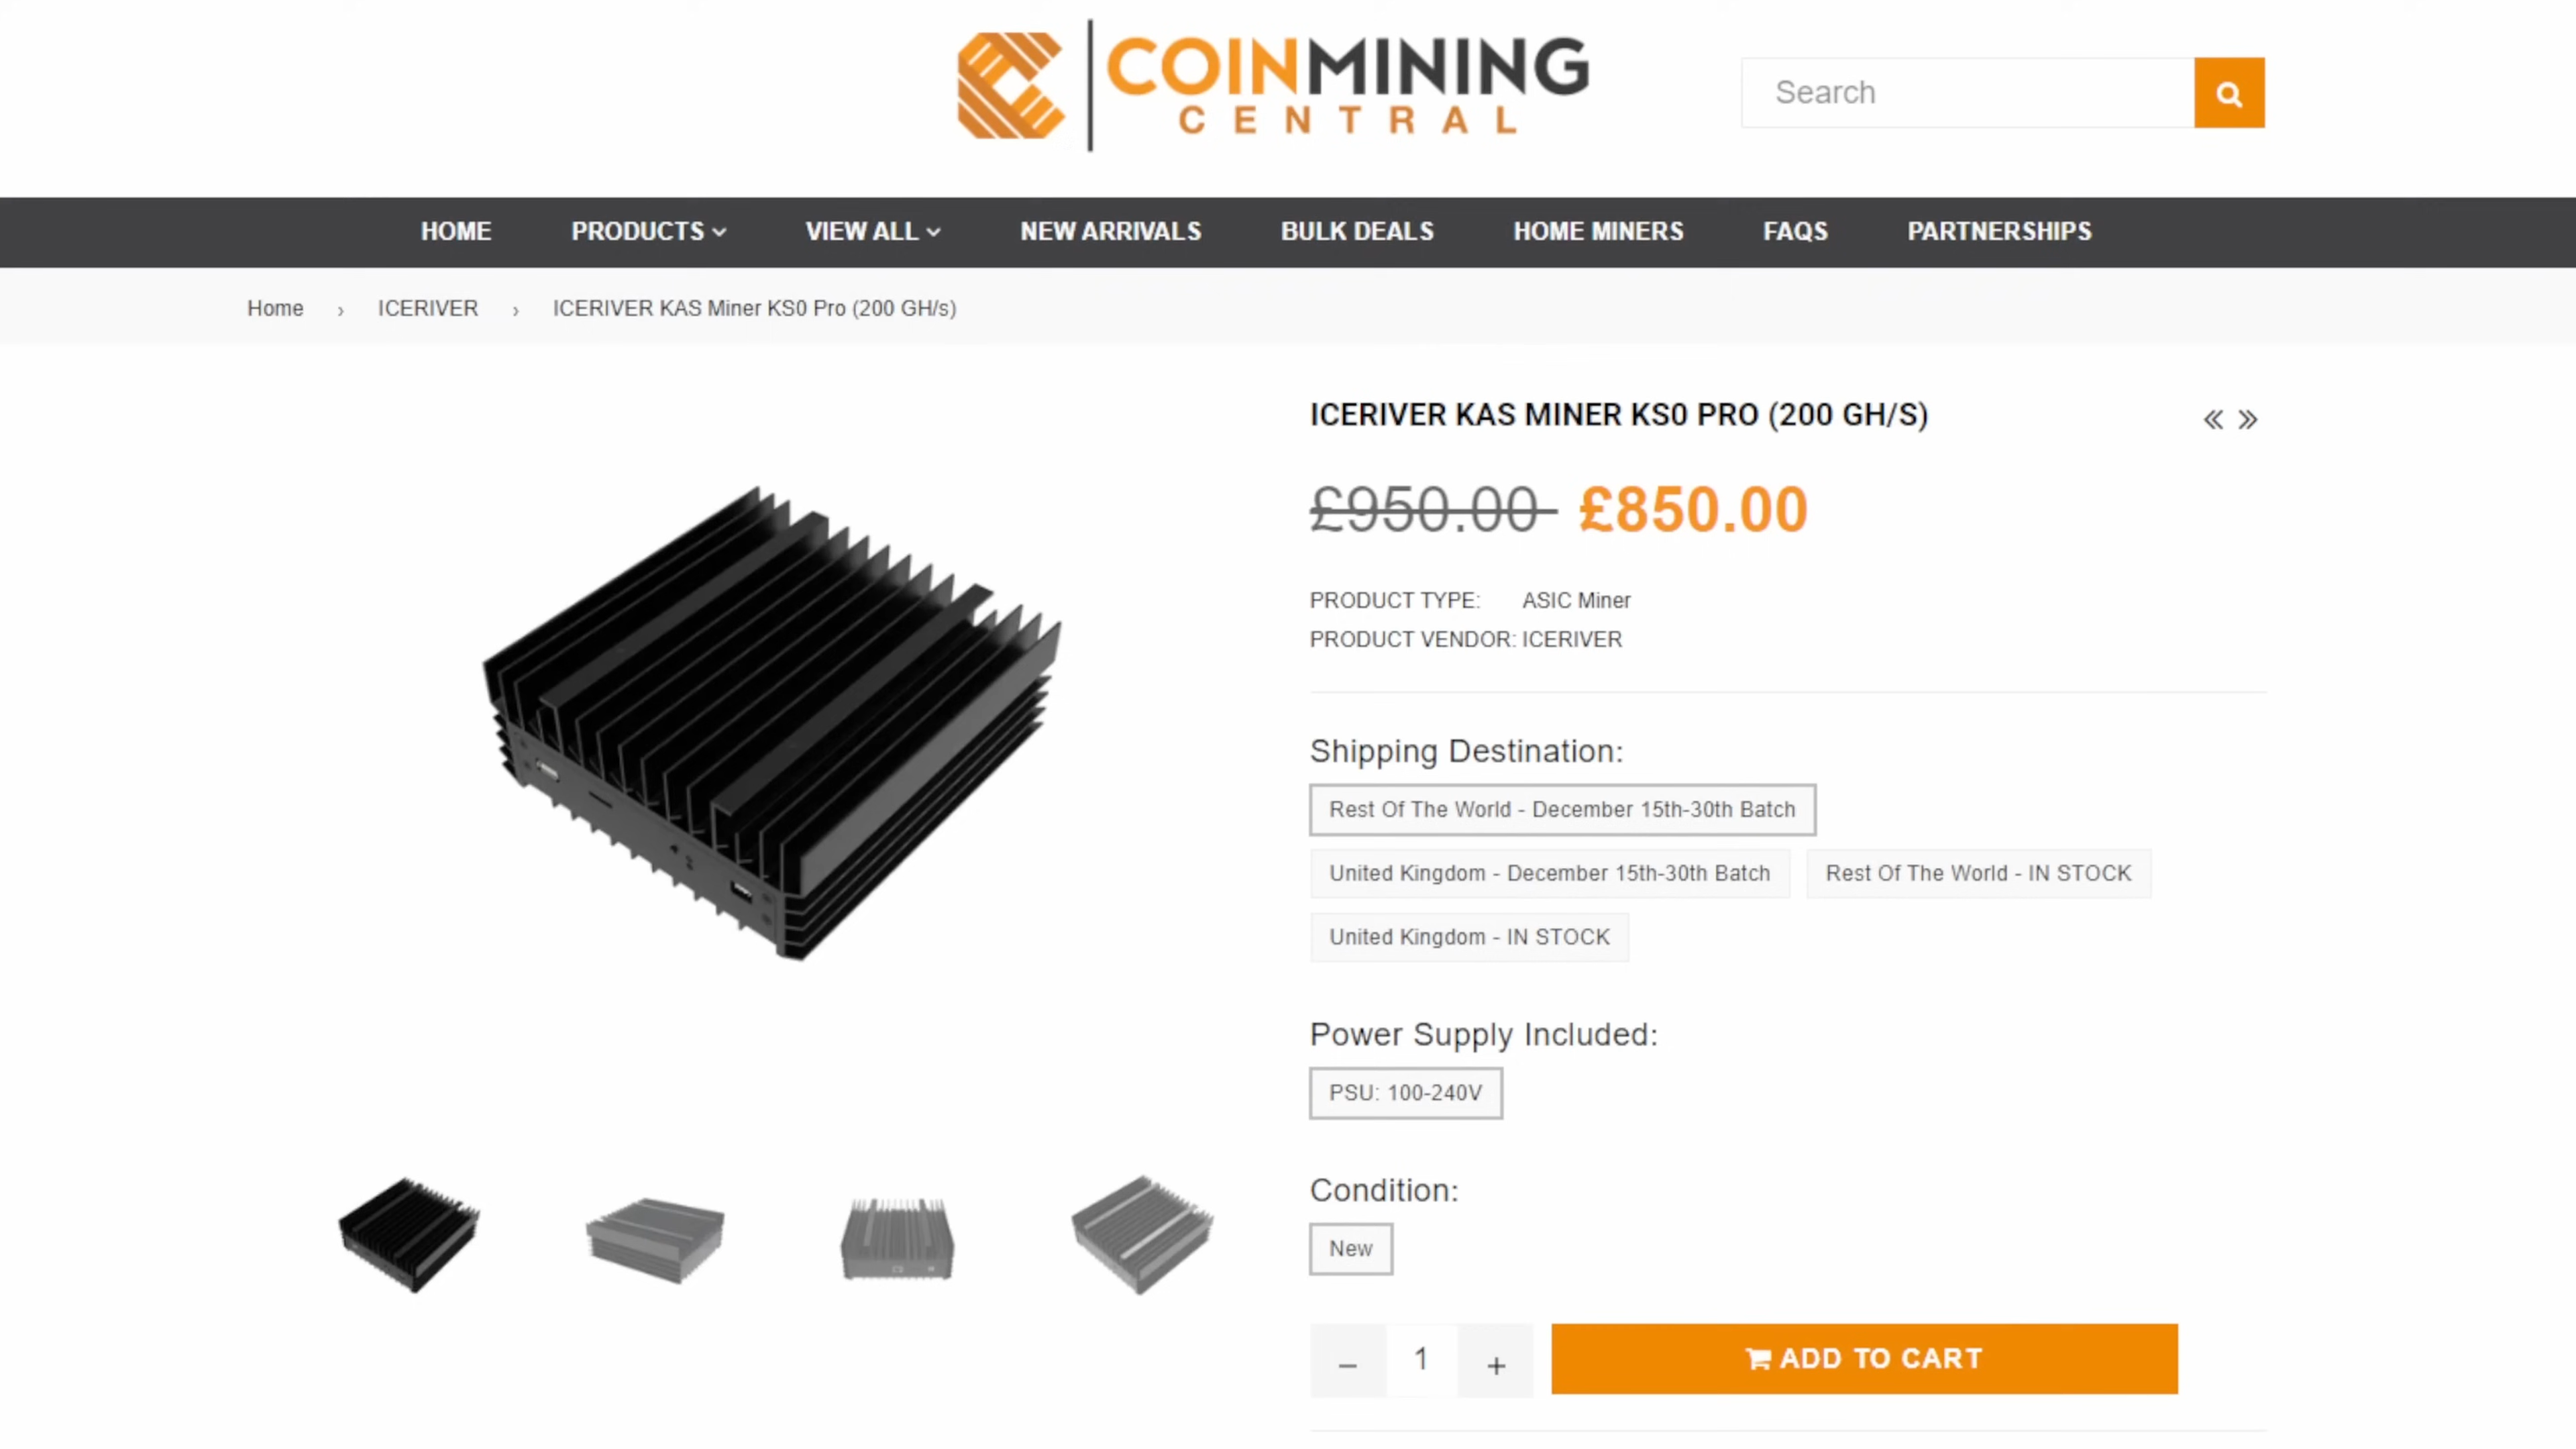 COINMINING
CENTRAL
Search
HOME PRODUCTS VIEW ALL NEW ARRIVALS BULK DEALS HOME MINERS FAQS PARTNERSHIPS
Home › ICERIVER › ICERIVER KAS Miner KS0 Pro (200 GH/s)
ICERIVER KAS MINER KS0 PRO (200 GH/S)
« »
£950.00 £850.00
PRODUCT TYPE: ASIC Miner
PRODUCT VENDOR: ICERIVER
Shipping Destination:
Rest Of The World - December 15th-30th Batch
United Kingdom - December 15th-30th Batch Rest Of The World - IN STOCK
United Kingdom - IN STOCK
Power Supply Included:
PSU: 100-240V
Condition:
New
– 1 + ADD TO CART